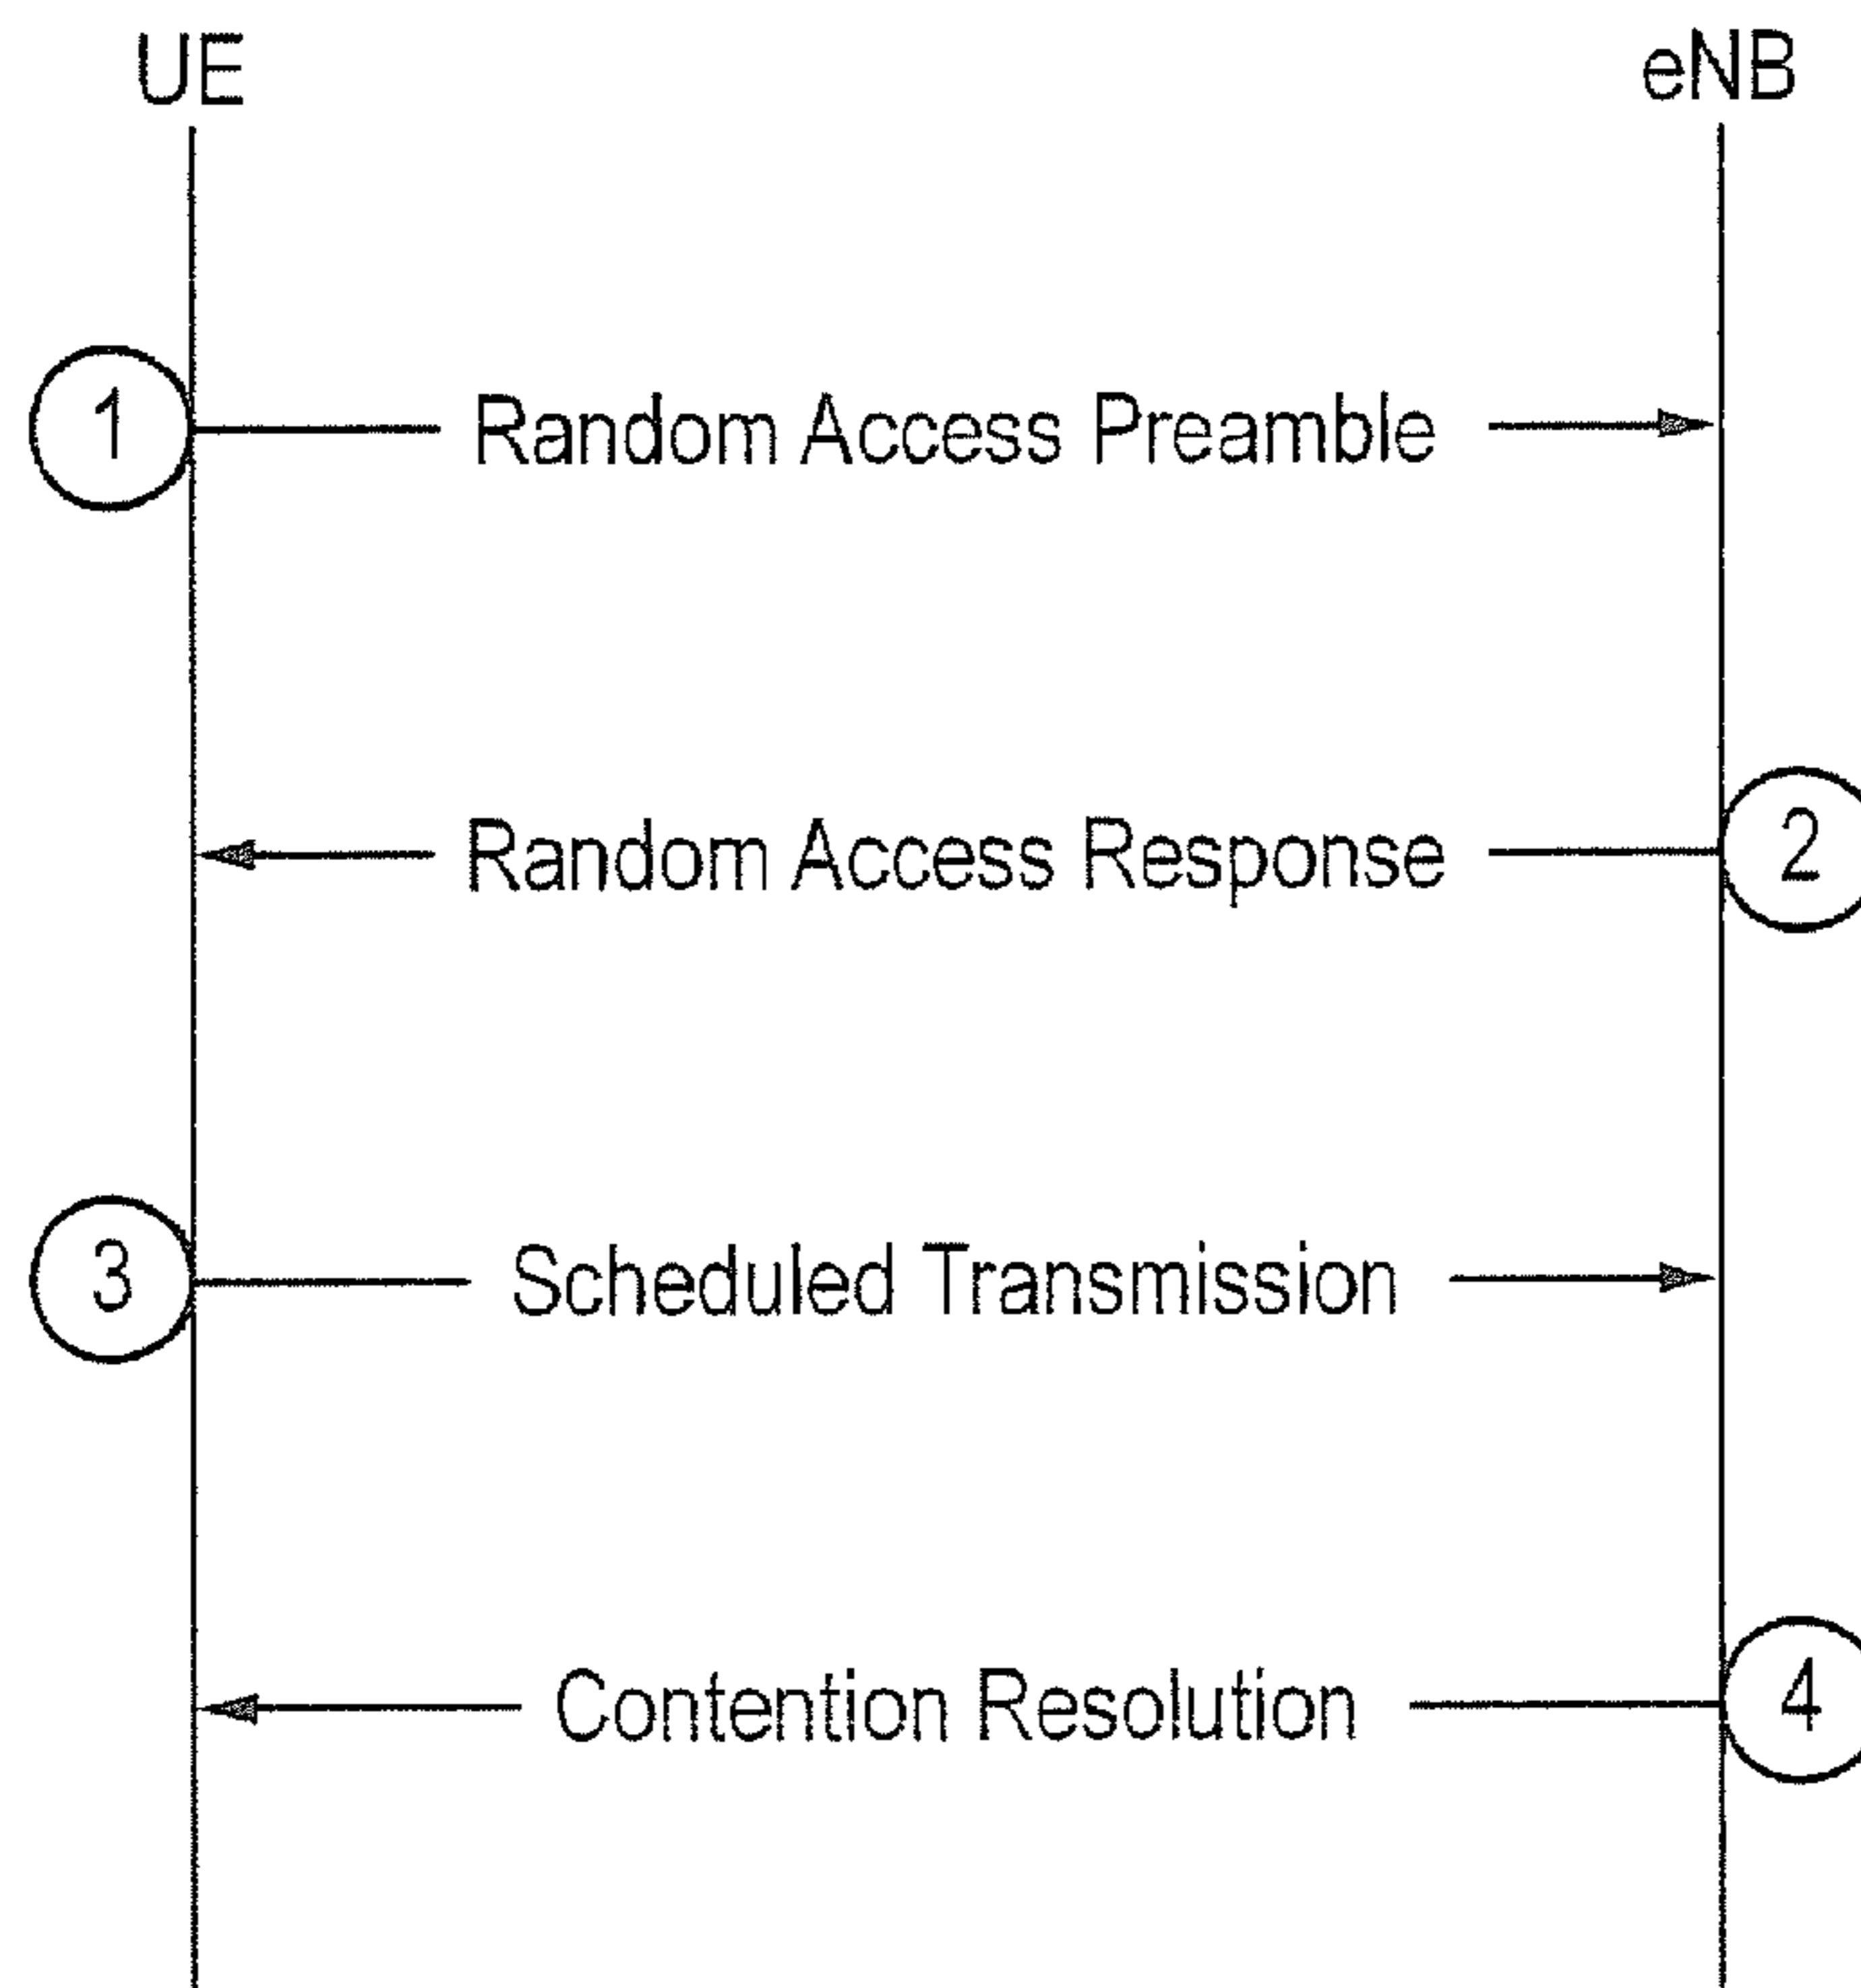 UE eNB
1 Random Access Preamble
Random Access Response 2
3 Scheduled Transmission
Contention Resolution 4